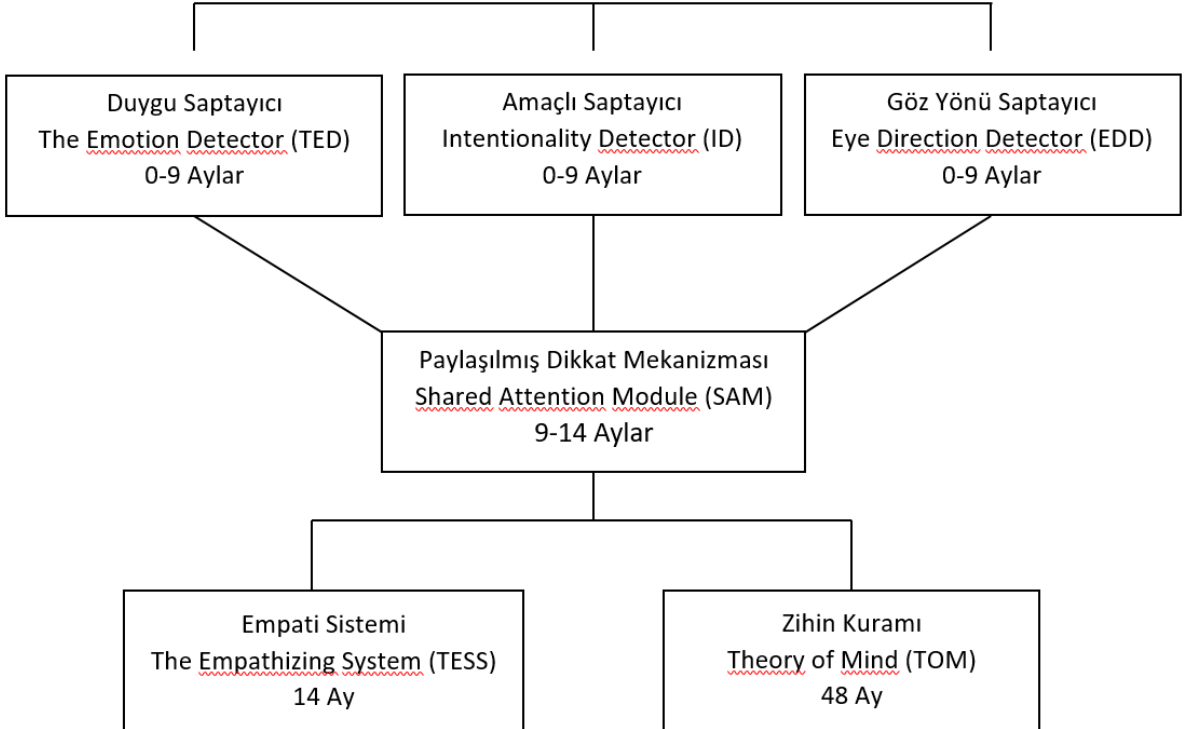 Duygu Saptayıcı
The Emotion Detector (TED)
0-9 Aylar
Amaçlı Saptayıcı
Intentionality Detector (ID)
0-9 Aylar
Göz Yönü Saptayıcı
Eye Direction Detector (EDD)
0-9 Aylar
Paylaşılmış Dikkat Mekanizması
Shared Attention Module (SAM)
9-14 Aylar
Empati Sistemi
The Empathizing System (TESS)
14 Ay
Zihin Kuramı
Theory of Mind (TOM)
48 Ay